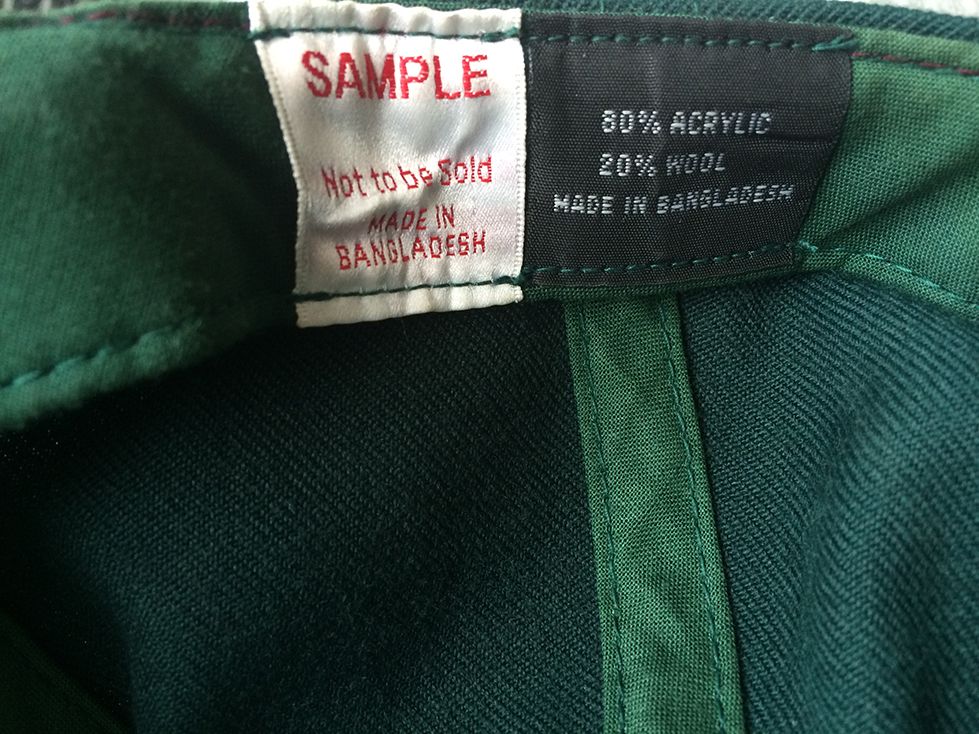 SAMPLE
Not to be Sold
MADE IN
BANGLADESH
80% ACRYLIC
20% WOOL
MADE IN BANGLADESH